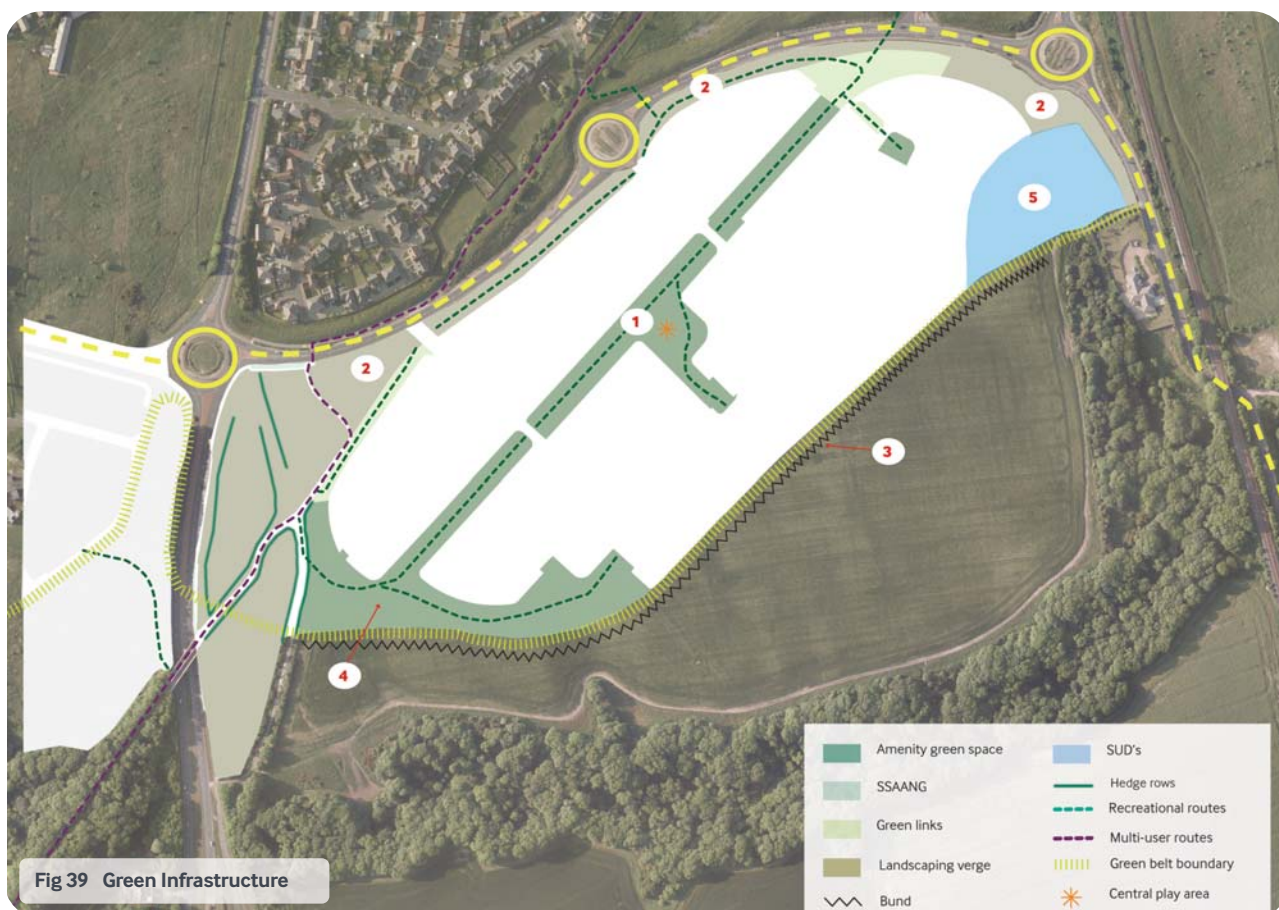 2
2
5
1
2
3
4
Amenity green space
SSAANG
Green links
Landscaping verge
Bund
SUD's
Hedge rows
Recreational routes
Multi-user routes
Green belt boundary
Central play area
Fig 39 Green Infrastructure